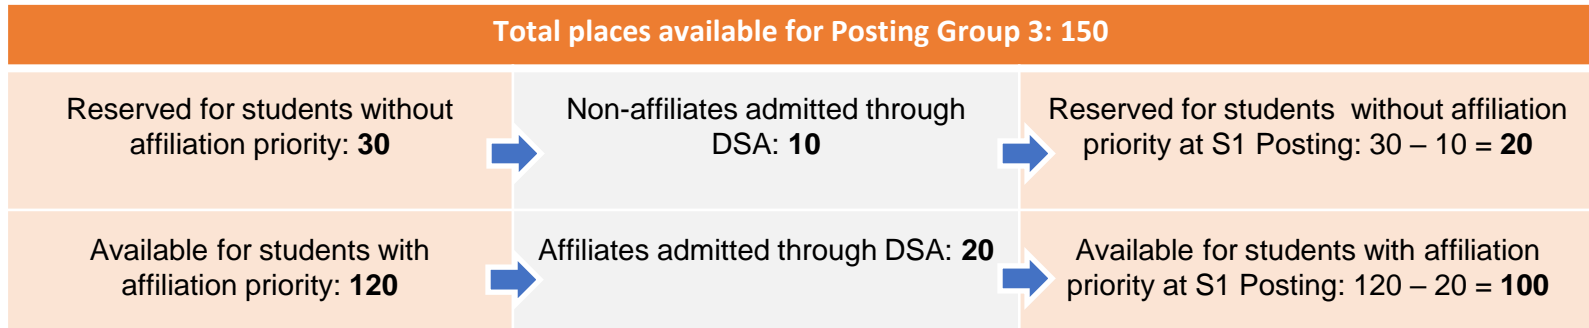 Total places available for Posting Group 3: 150
Reserved for students without
affiliation priority: 30
Non-affiliates admitted through
DSA: 10
Reserved for students without affiliation
priority at S1 Posting: 30 – 10 = 20
Available for students with
affiliation priority: 120
Affiliates admitted through DSA: 20
Available for students with affiliation
priority at S1 Posting: 120 – 20 = 100